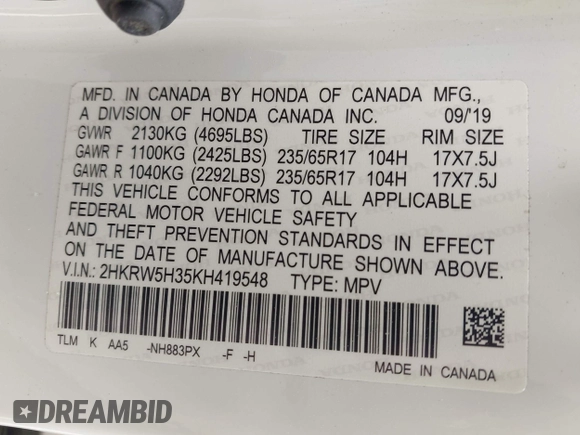 MFD. IN CANADA BY HONDA OF CANADA MFG.,
A DIVISION OF HONDA CANADA INC. 09/'19
GVWR 2130KG (4695LBS) TIRE SIZE RIM SIZE
GAWR F 1100KG (2425LBS) 235/65R17 104H 17X7.5J
GAWR R 1040KG (2292LBS) 235/65R17 104H 17X7.5J
THIS VEHICLE CONFORMS TO ALL APPLICABLE
FEDERAL MOTOR VEHICLE SAFETY
AND THEFT PREVENTION STANDARDS IN EFFECT
ON THE DATE OF MANUFACTURE SHOWN ABOVE.
V.I.N.: 2HKRW5H35KH419548 TYPE: MPV
TLM K AA5 -NH883PX -F -H
MADE IN CANADA
DREAMBID